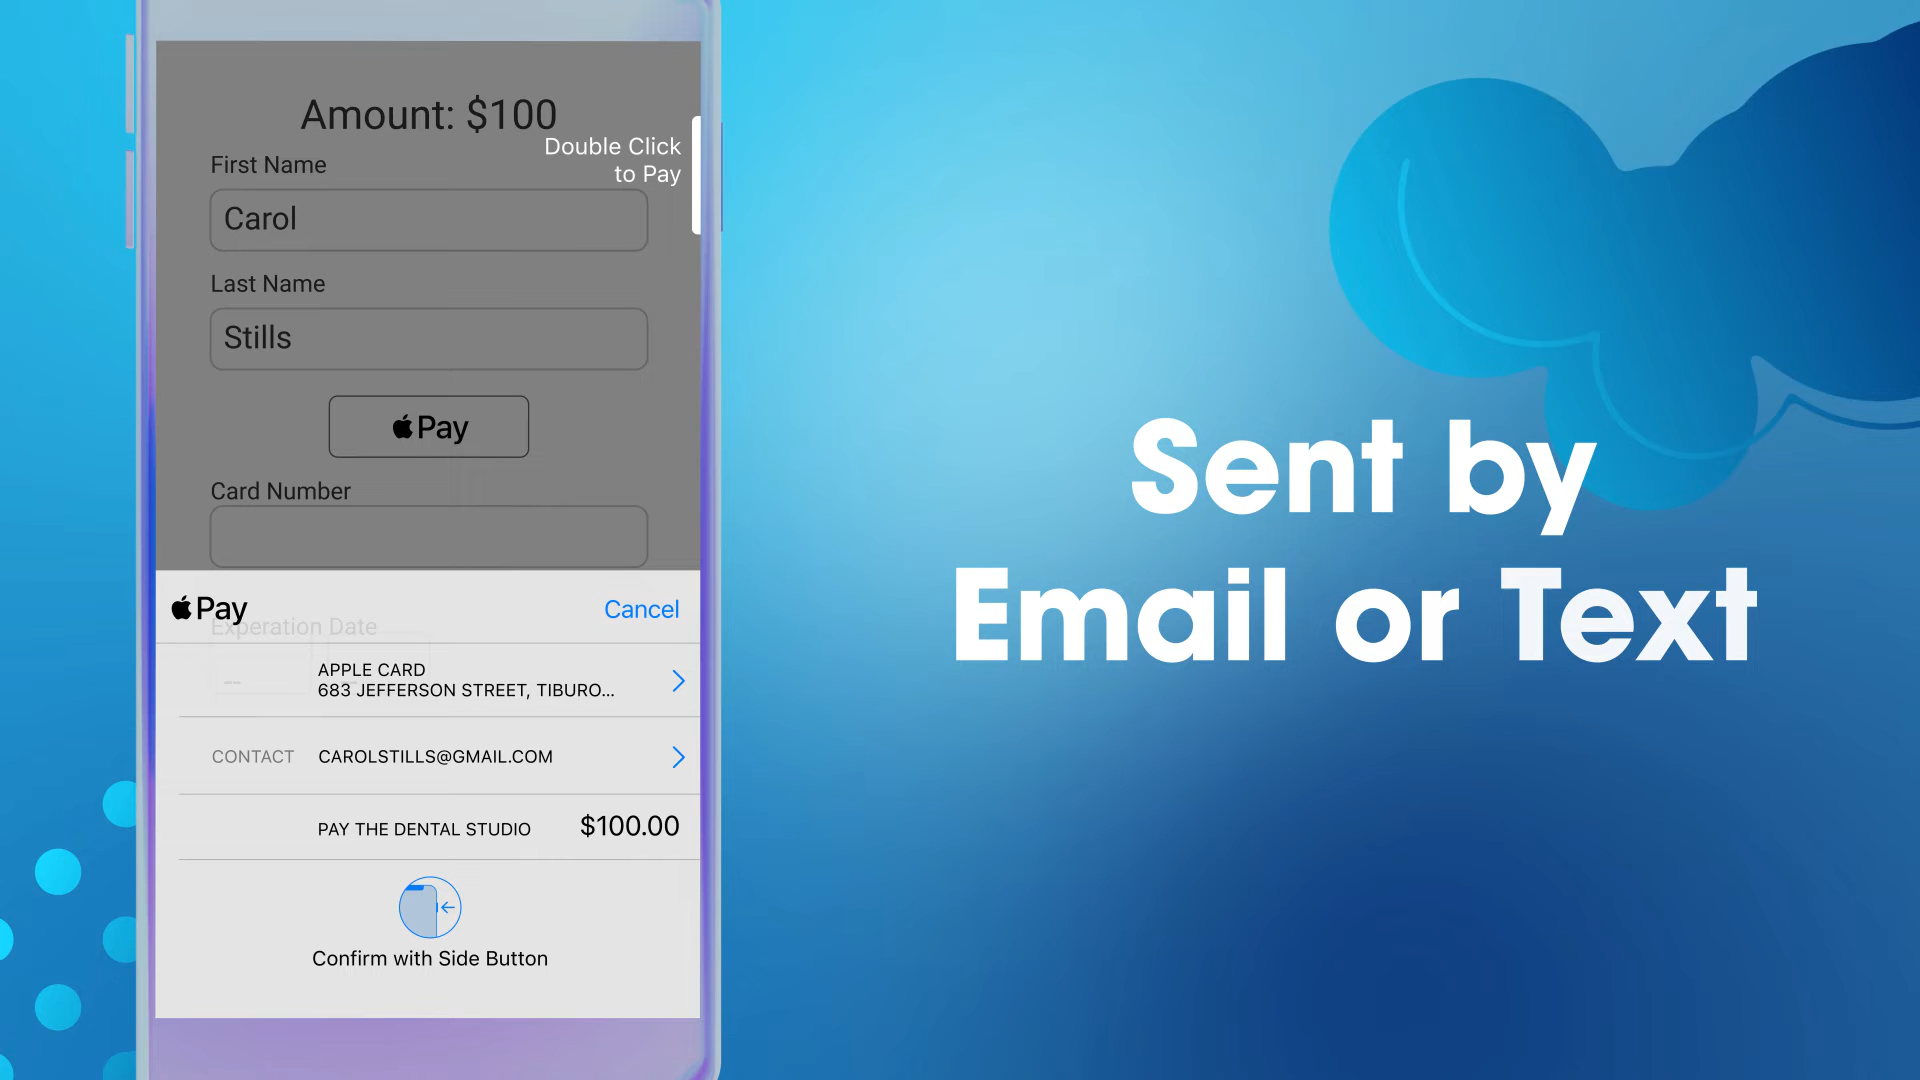 Amount: $100
Double Click
to Pay
First Name
Carol
Last Name
Stills
Pay
Card Number
Pay
Cancel
Experation Date
APPLE CARD
683 JEFFERSON STREET, TIBURO...
CONTACT CAROLSTILLS@GMAIL.COM
PAY THE DENTAL STUDIO $100.00
Confirm with Side Button
Sent by
Email or Text